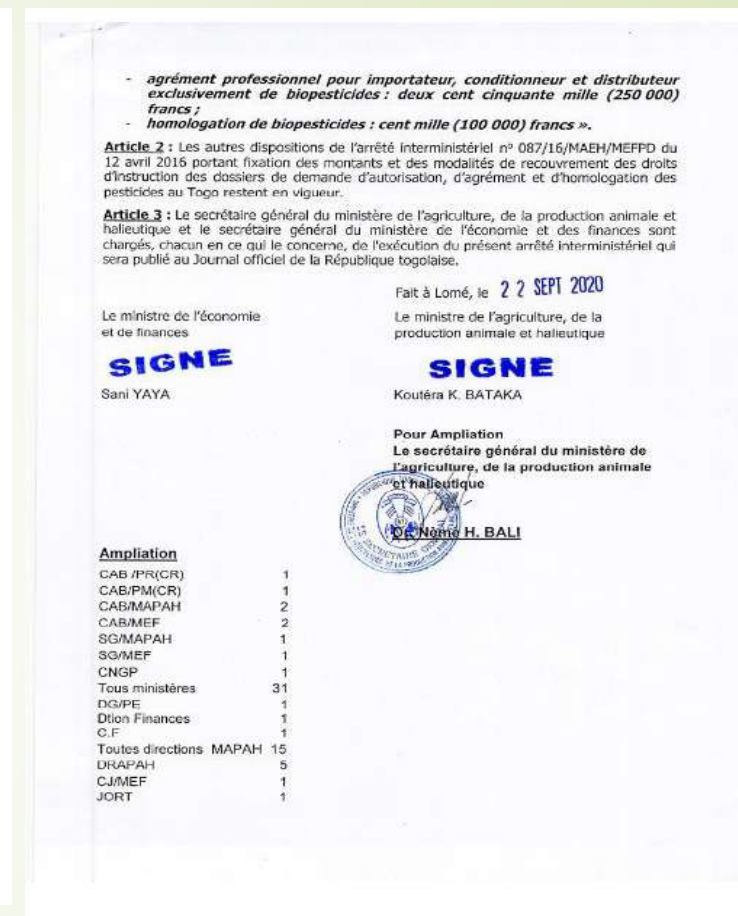 - agrément professionnel pour importateur, conditionneur et distributeur
exclusivement de biopesticides : deux cent cinquante mille (250 000)
francs ;
- homologation de biopesticides : cent mille (100 000) francs ».
Article 2 : Les autres dispositions de l'arrêté interministériel nº 087/16/MAEH/MEFPD du
12 avril 2016 portant fixation des montants et des modalités de recouvrement des droits
d'instruction des dossiers de demande d'autorisation, d'agrément et d'homologation des
pesticides au Togo restent en vigueur.
Article 3 : Le secrétaire général du ministère de l'agriculture, de la production animale et
halieutique et le secrétaire général du ministère de l'économie et des finances sont
chargés, chacun en ce qui le concerne, de l'exécution du présent arrêté interministériel qui
sera publié au Journal officiel de la République togolaise.
Fait à Lomé, le 22 SEPT 2020
Le ministre de l'économie
et de finances
SIGNE
Sani YAYA
Le ministre de l'agriculture, de la
production animale et halieutique
SIGNE
Koutéra K. BATAKA
Pour Ampliation
Le secrétaire général du ministère de
l'agriculture, de la production animale
et halieutique
Dr Nèmè H. BALI
Ampliation
CAB /PR(CR) 1
CAB/PM(CR) 1
CAB/MAPAH 2
CAB/MEF 2
SG/MAPAH 1
SG/MEF 1
CNGP 1
Tous ministères 31
DG/PE 1
Dtion Finances 1
C.F 1
Toutes directions MAPAH 15
DRAPAH 5
CJ/MEF 1
JORT 1